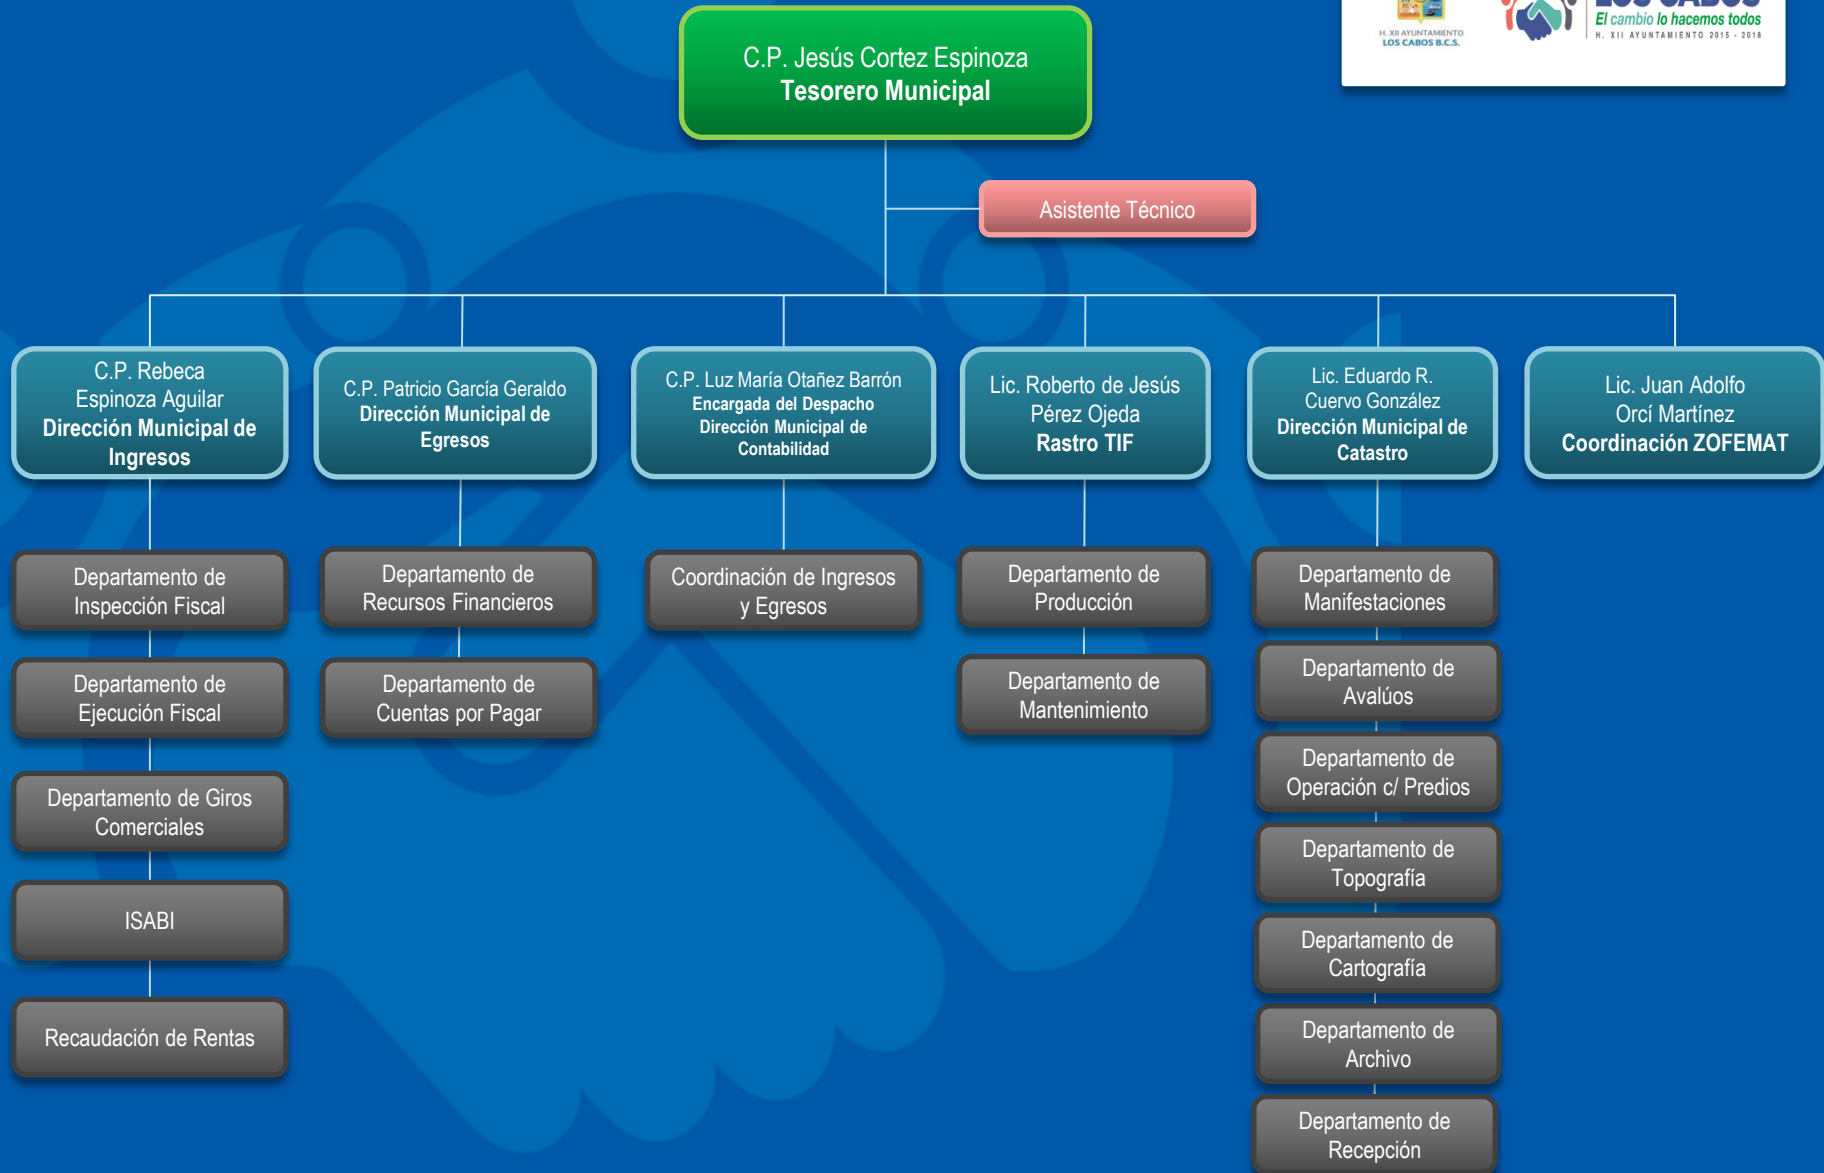 H. XII AYUNTAMIENTO
LOS CABOS B.C.S.
LOS CABOS
El cambio lo hacemos todos
H. XII AYUNTAMIENTO 2015 - 2018
C.P. Jesús Cortez Espinoza
Tesorero Municipal
Asistente Técnico
C.P. Rebeca
Espinoza Aguilar
Dirección Municipal de
Ingresos
C.P. Patricio García Geraldo
Dirección Municipal de
Egresos
C.P. Luz María Otañez Barrón
Encargada del Despacho
Dirección Municipal de
Contabilidad
Lic. Roberto de Jesús
Pérez Ojeda
Rastro TIF
Lic. Eduardo R.
Cuervo González
Dirección Municipal de
Catastro
Lic. Juan Adolfo
Orcí Martínez
Coordinación ZOFEMAT
Departamento de
Inspección Fiscal
Departamento de
Ejecución Fiscal
Departamento de Giros
Comerciales
ISABI
Recaudación de Rentas
Departamento de
Recursos Financieros
Departamento de
Cuentas por Pagar
Coordinación de Ingresos
y Egresos
Departamento de
Producción
Departamento de
Mantenimiento
Departamento de
Manifestaciones
Departamento de
Avalúos
Departamento de
Operación c/ Predios
Departamento de
Topografía
Departamento de
Cartografía
Departamento de
Archivo
Departamento de
Recepción